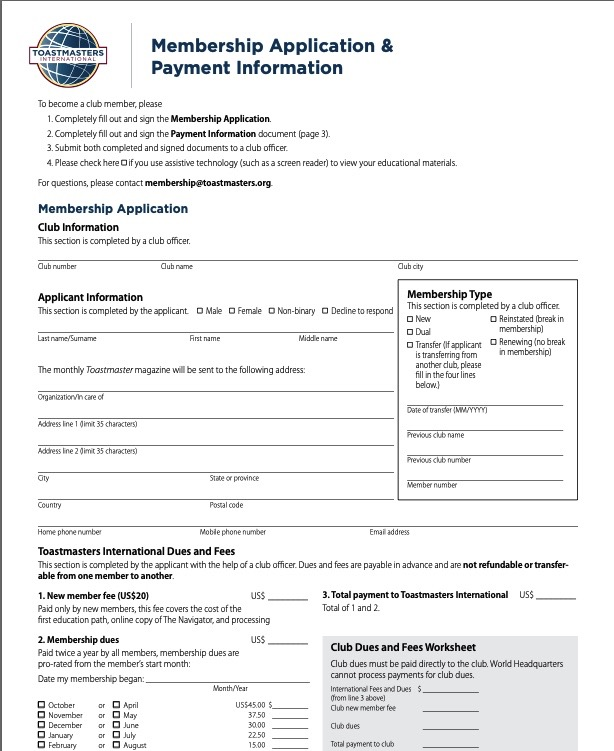 TOASTMASTERS
INTERNATIONAL
Membership Application &
Payment Information
To become a club member, please
1. Completely fill out and sign the Membership Application.
2. Completely fill out and sign the Payment Information document (page 3).
3. Submit both completed and signed documents to a club officer.
4. Please check here if you use assistive technology (such as a screen reader) to view your educational materials.
For questions, please contact membership@toastmasters.org.
Membership Application
Club Information
This section is completed by a club officer.
Club number Club name Club city
Applicant Information
This section is completed by the applicant. Male Female Non-binary Decline to respond
Last name/Surname First name Middle name
The monthly Toastmaster magazine will be sent to the following address:
Organization/In care of
Address line 1 (limit 35 characters)
Address line 2 (limit 35 characters)
City State or province
Country Postal code
Home phone number Mobile phone number Email address
Membership Type
This section is completed by a club officer.
New
Dual
Transfer (If applicant
is transferring from
another club, please
fill in the four lines
below.)
Reinstated (break in
membership)
Renewing (no break
in membership)
Date of transfer (MM/YYYY)
Previous club name
Previous club number
Member number
Toastmasters International Dues and Fees
This section is completed by the applicant with the help of a club officer. Dues and fees are payable in advance and are not refundable or transfer-
able from one member to another.
1. New member fee (US$20) US$ ________
Paid only by new members, this fee covers the cost of the
first education path, online copy of The Navigator, and processing
2. Membership dues US$ ________
Paid twice a year by all members, membership dues are
pro-rated from the member's start month:
Date my membership began:
Month/Year
October or April US$45.00 $
November or May 37.50
December or June 30.00
January or July 22.50
February or August 15.00
3. Total payment to Toastmasters International US$ ________
Total of 1 and 2.
Club Dues and Fees Worksheet
Club dues must be paid directly to the club. World Headquarters
cannot process payments for club dues.
International Fees and Dues $
(from line 3 above)
Club new member fee
Club dues
Total payment to club